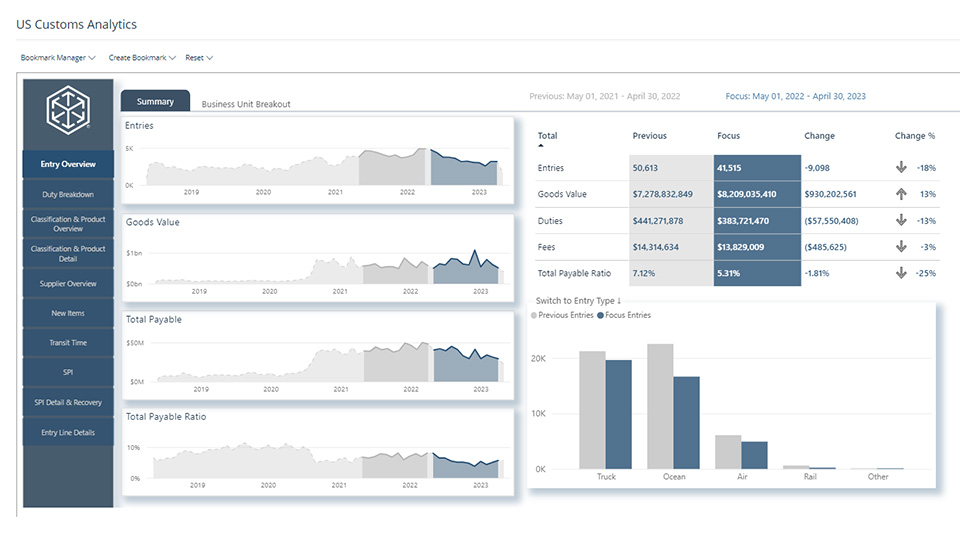 US Customs Analytics
Bookmark Manager Create Bookmark Reset
Summary
Business Unit Breakout
Previous: May 01, 2021 - April 30, 2022
Focus: May 01, 2022 - April 30, 2023
Entry Overview
Duty Breakdown
Classification & Product
Overview
Classification & Product
Detail
Supplier Overview
New Items
Transit Time
SPI
SPI Detail & Recovery
Entry Line Details
Entries
5K
0K
2019 2020 2021 2022 2023
Goods Value
$1bn
$0bn
2019 2020 2021 2022 2023
Total Payable
$50M
$0M
2019 2020 2021 2022 2023
Total Payable Ratio
10%
0%
2019 2020 2021 2022 2023
Total Previous Focus Change Change %
Entries 50,613 41,515 -9,098 -18%
Goods Value $7,278,832,849 $8,209,035,410 $930,202,561 13%
Duties $441,271,878 $383,721,470 ($57,550,408) -13%
Fees $14,314,634 $13,829,009 ($485,625) -3%
Total Payable Ratio 7.12% 5.31% -1.81% -25%
Switch to Entry Type ↓
Previous Entries Focus Entries
20K
10K
0K
Truck Ocean Air Rail Other